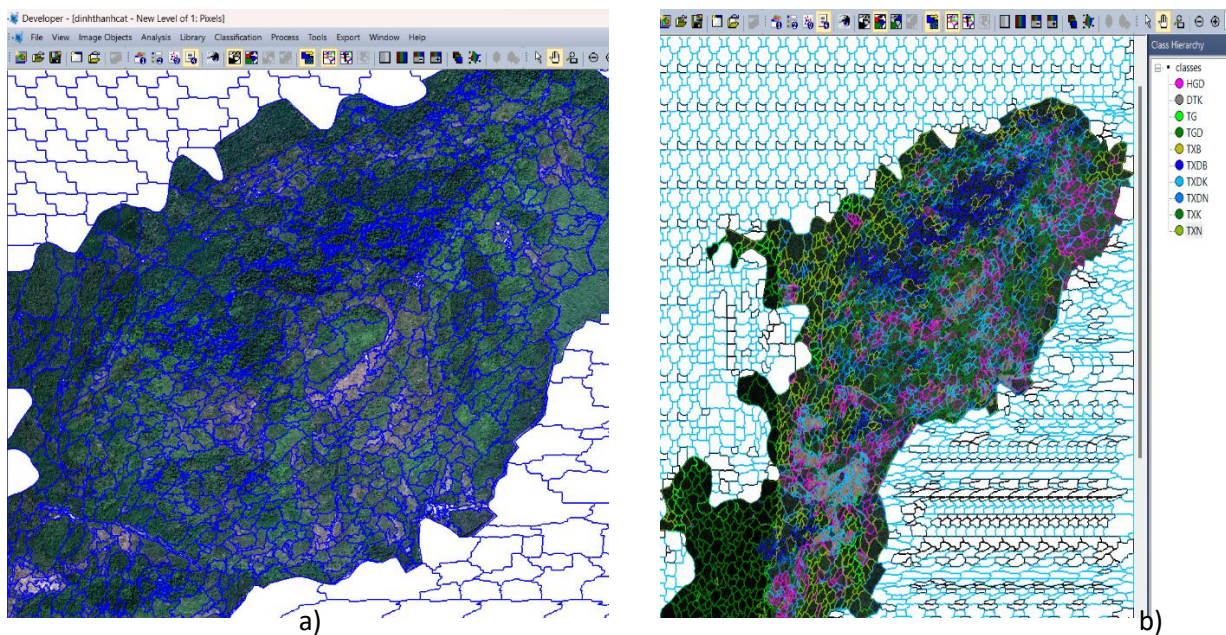 Developer - [dinhthanhcat - New Level of 1: Pixels]
File View Image Objects Analysis Library Classification Process Tools Export Window Help
a)
Class Hierarchy
classes
HGD
DTK
TG
TGD
TXB
TXDB
TXDK
TXDN
TXK
TXN
b)